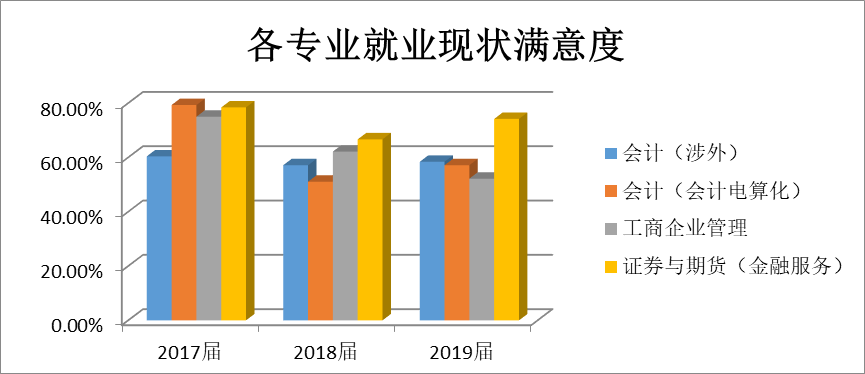 各专业就业现状满意度
80.00%
60.00%
40.00%
20.00%
0.00%
2017届
2018届
2019届
会计（涉外）
会计（会计电算化）
工商企业管理
证券与期货（金融服务）